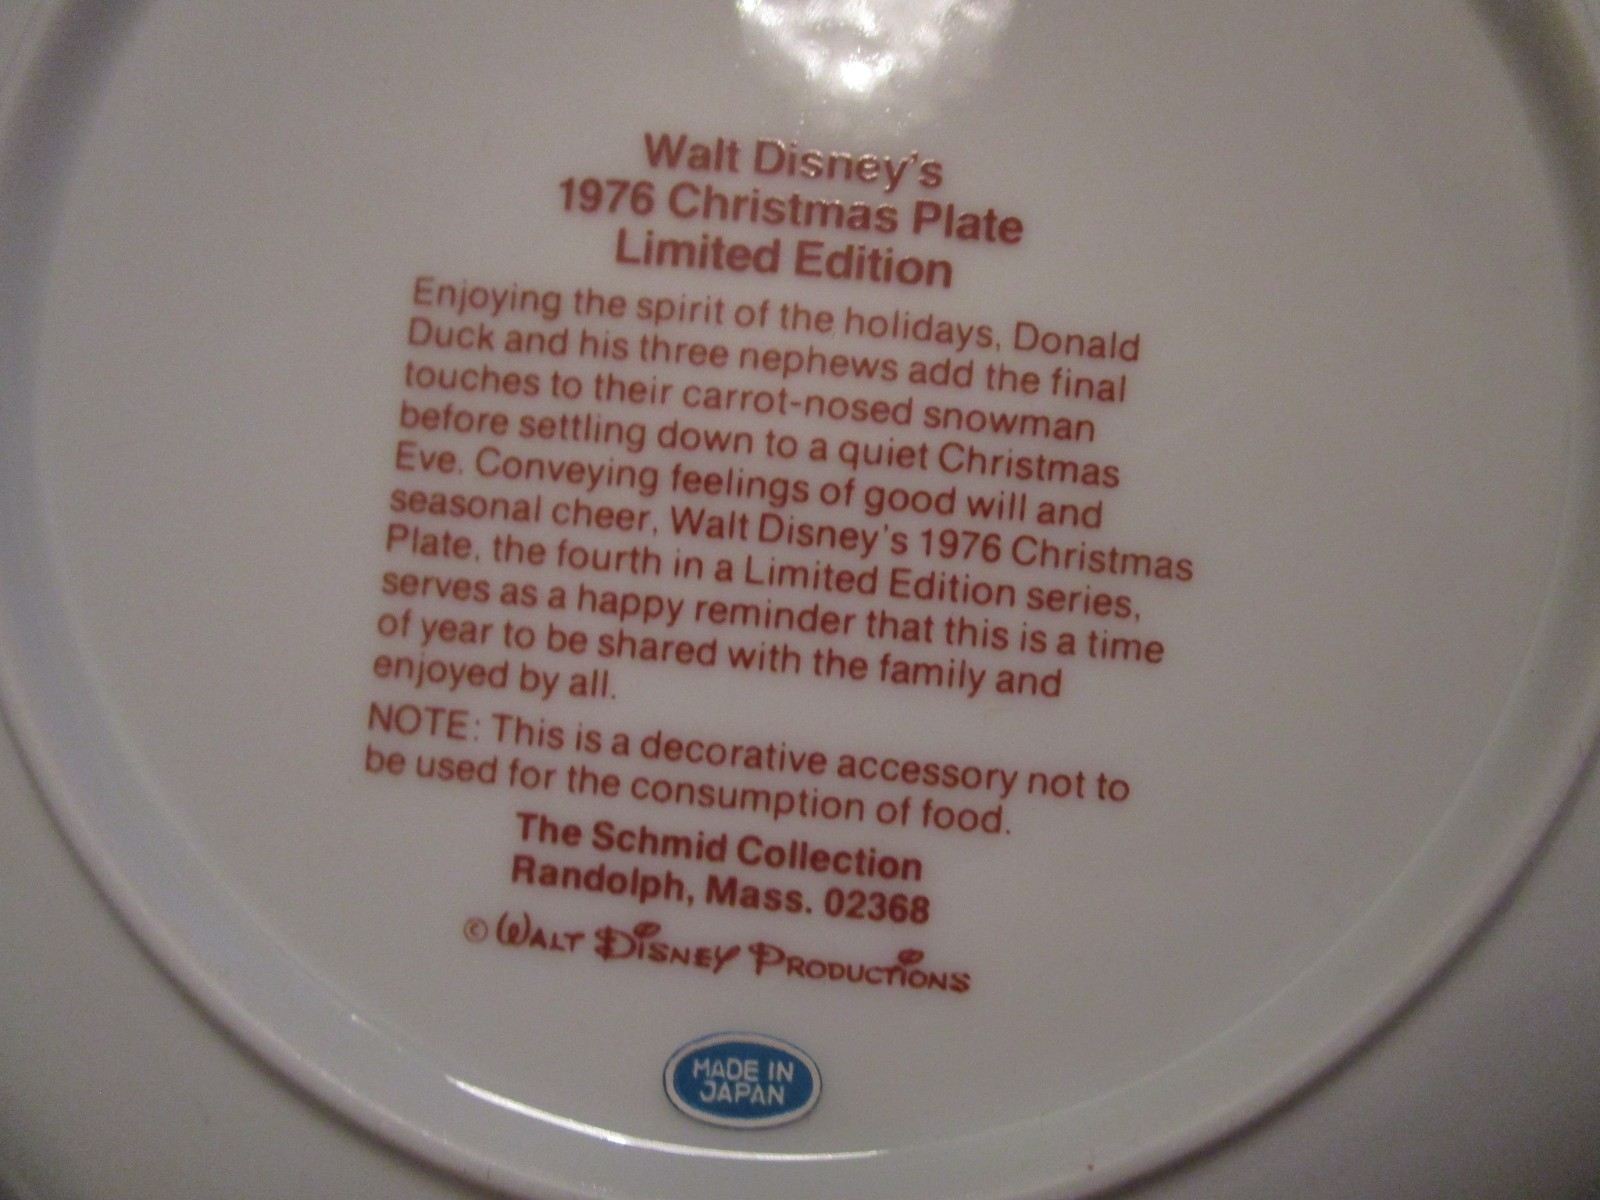 Walt Disney's
1976 Christmas Plate
Limited Edition
Enjoying the spirit of the holidays, Donald
Duck and his three nephews add the final
touches to their carrot-nosed snowman
before settling down to a quiet Christmas
Eve. Conveying feelings of good will and
seasonal cheer, Walt Disney's 1976 Christmas
Plate, the fourth in a Limited Edition series,
serves as a happy reminder that this is a time
of year to be shared with the family and
enjoyed by all.
NOTE: This is a decorative accessory not to
be used for the consumption of food.
The Schmid Collection
Randolph, Mass. 02368
© WALT DISNEY PRODUCTIONS
MADE IN
JAPAN